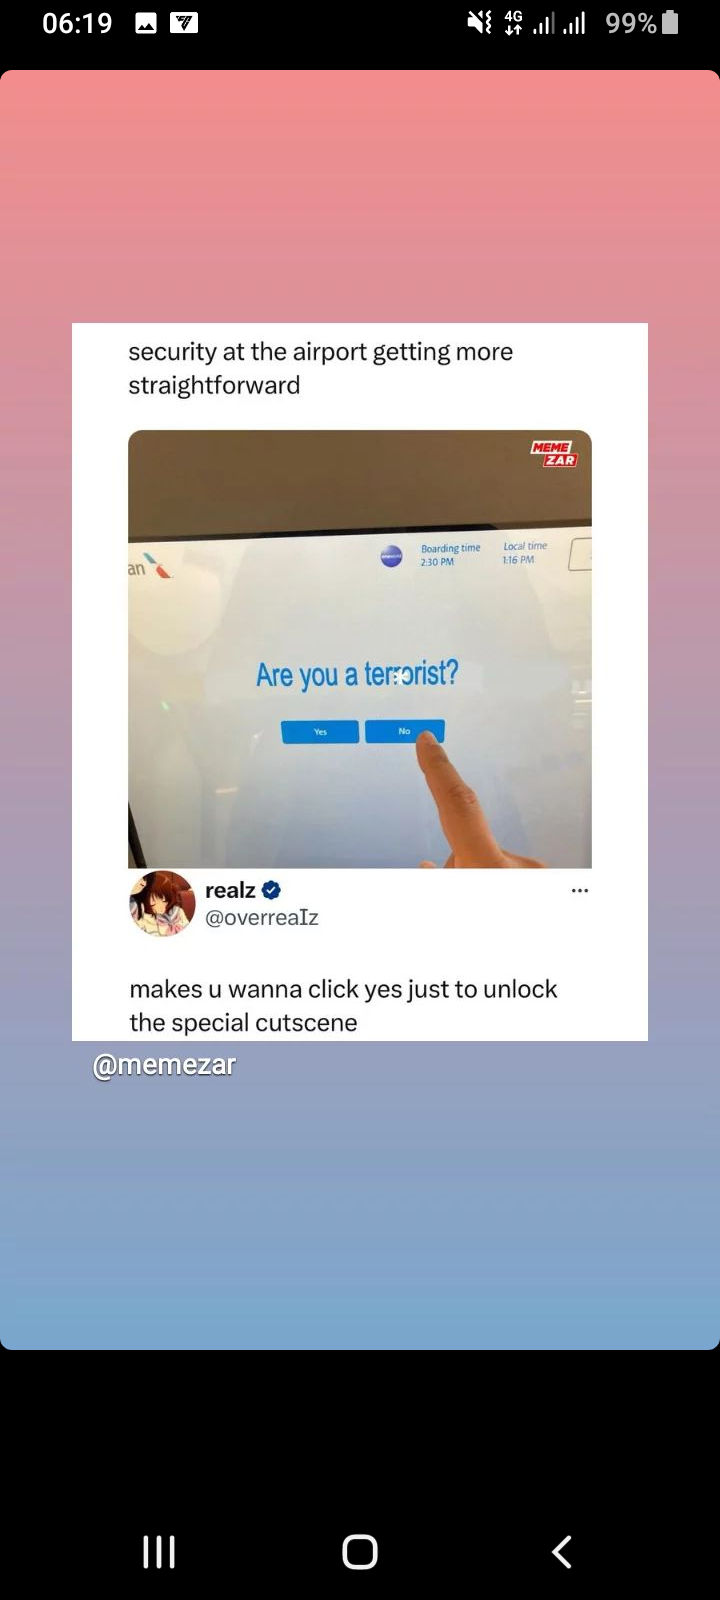 06:19
4G
99%
security at the airport getting more
straightforward
MEME
ZAR
an
Boarding time
2:30 PM
Local time
1:16 PM
Are you a terrorist?
Yes
No
realz
@overreaIz
makes u wanna click yes just to unlock
the special cutscene
@memezar